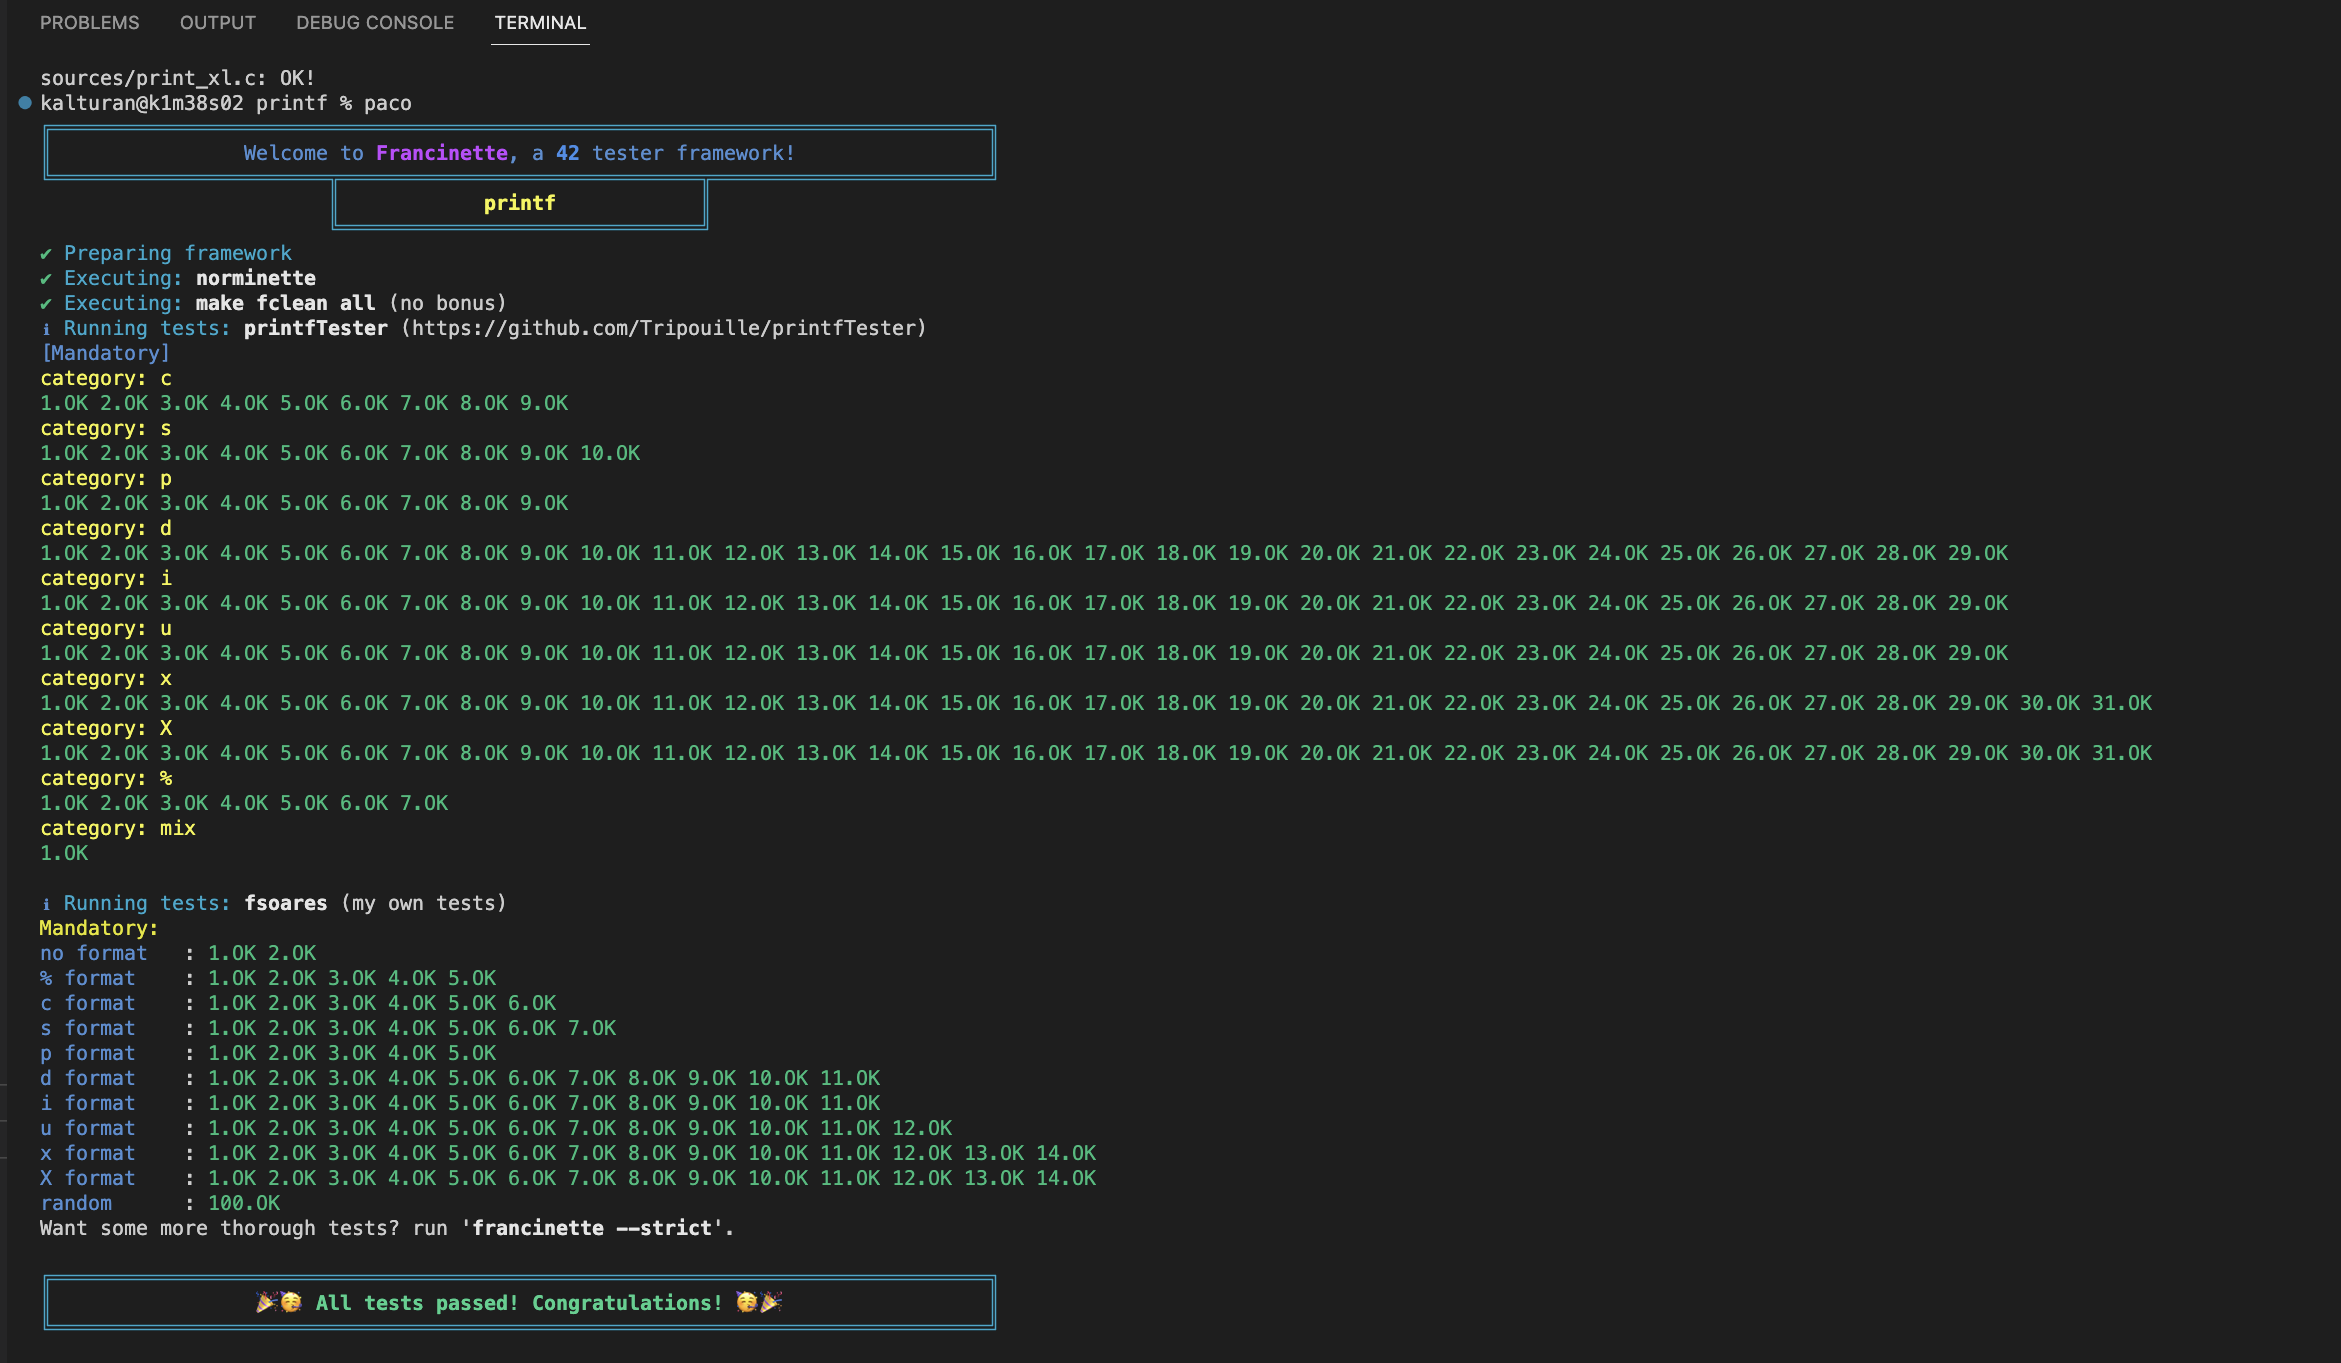 PROBLEMS OUTPUT DEBUG CONSOLE TERMINAL
sources/print_xl.c: OK!
kalturan@k1m38s02 printf % paco
Welcome to Francinette, a 42 tester framework!
printf
✔ Preparing framework
✔ Executing: norminette
✔ Executing: make fclean all (no bonus)
ℹ Running tests: printfTester (https://github.com/Tripouille/printfTester)
[Mandatory]
category: c
1.OK 2.OK 3.OK 4.OK 5.OK 6.OK 7.OK 8.OK 9.OK
category: s
1.OK 2.OK 3.OK 4.OK 5.OK 6.OK 7.OK 8.OK 9.OK 10.OK
category: p
1.OK 2.OK 3.OK 4.OK 5.OK 6.OK 7.OK 8.OK 9.OK
category: d
1.OK 2.OK 3.OK 4.OK 5.OK 6.OK 7.OK 8.OK 9.OK 10.OK 11.OK 12.OK 13.OK 14.OK 15.OK 16.OK 17.OK 18.OK 19.OK 20.OK 21.OK 22.OK 23.OK 24.OK 25.OK 26.OK 27.OK 28.OK 29.OK
category: i
1.OK 2.OK 3.OK 4.OK 5.OK 6.OK 7.OK 8.OK 9.OK 10.OK 11.OK 12.OK 13.OK 14.OK 15.OK 16.OK 17.OK 18.OK 19.OK 20.OK 21.OK 22.OK 23.OK 24.OK 25.OK 26.OK 27.OK 28.OK 29.OK
category: u
1.OK 2.OK 3.OK 4.OK 5.OK 6.OK 7.OK 8.OK 9.OK 10.OK 11.OK 12.OK 13.OK 14.OK 15.OK 16.OK 17.OK 18.OK 19.OK 20.OK 21.OK 22.OK 23.OK 24.OK 25.OK 26.OK 27.OK 28.OK 29.OK
category: x
1.OK 2.OK 3.OK 4.OK 5.OK 6.OK 7.OK 8.OK 9.OK 10.OK 11.OK 12.OK 13.OK 14.OK 15.OK 16.OK 17.OK 18.OK 19.OK 20.OK 21.OK 22.OK 23.OK 24.OK 25.OK 26.OK 27.OK 28.OK 29.OK 30.OK 31.OK
category: X
1.OK 2.OK 3.OK 4.OK 5.OK 6.OK 7.OK 8.OK 9.OK 10.OK 11.OK 12.OK 13.OK 14.OK 15.OK 16.OK 17.OK 18.OK 19.OK 20.OK 21.OK 22.OK 23.OK 24.OK 25.OK 26.OK 27.OK 28.OK 29.OK 30.OK 31.OK
category: %
1.OK 2.OK 3.OK 4.OK 5.OK 6.OK 7.OK
category: mix
1.OK
ℹ Running tests: fsoares (my own tests)
Mandatory:
no format : 1.OK 2.OK
% format : 1.OK 2.OK 3.OK 4.OK 5.OK
c format : 1.OK 2.OK 3.OK 4.OK 5.OK 6.OK
s format : 1.OK 2.OK 3.OK 4.OK 5.OK 6.OK 7.OK
p format : 1.OK 2.OK 3.OK 4.OK 5.OK
d format : 1.OK 2.OK 3.OK 4.OK 5.OK 6.OK 7.OK 8.OK 9.OK 10.OK 11.OK
i format : 1.OK 2.OK 3.OK 4.OK 5.OK 6.OK 7.OK 8.OK 9.OK 10.OK 11.OK
u format : 1.OK 2.OK 3.OK 4.OK 5.OK 6.OK 7.OK 8.OK 9.OK 10.OK 11.OK 12.OK
x format : 1.OK 2.OK 3.OK 4.OK 5.OK 6.OK 7.OK 8.OK 9.OK 10.OK 11.OK 12.OK 13.OK 14.OK
X format : 1.OK 2.OK 3.OK 4.OK 5.OK 6.OK 7.OK 8.OK 9.OK 10.OK 11.OK 12.OK 13.OK 14.OK
random : 100.OK
Want some more thorough tests? run 'francinette --strict'.
🎉🥳 All tests passed! Congratulations! 🥳🎉